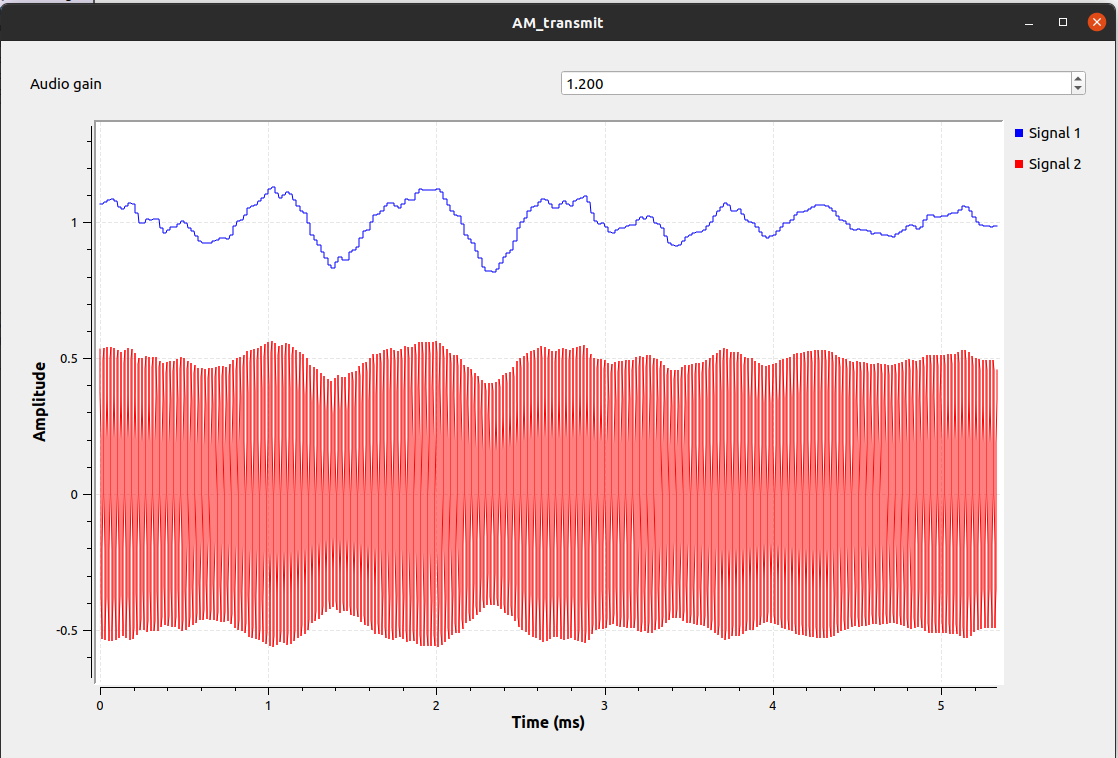 AM_transmit
Audio gain
1.200
Signal 1
Signal 2
1
0.5
0
-0.5
Amplitude
0 1 2 3 4 5
Time (ms)